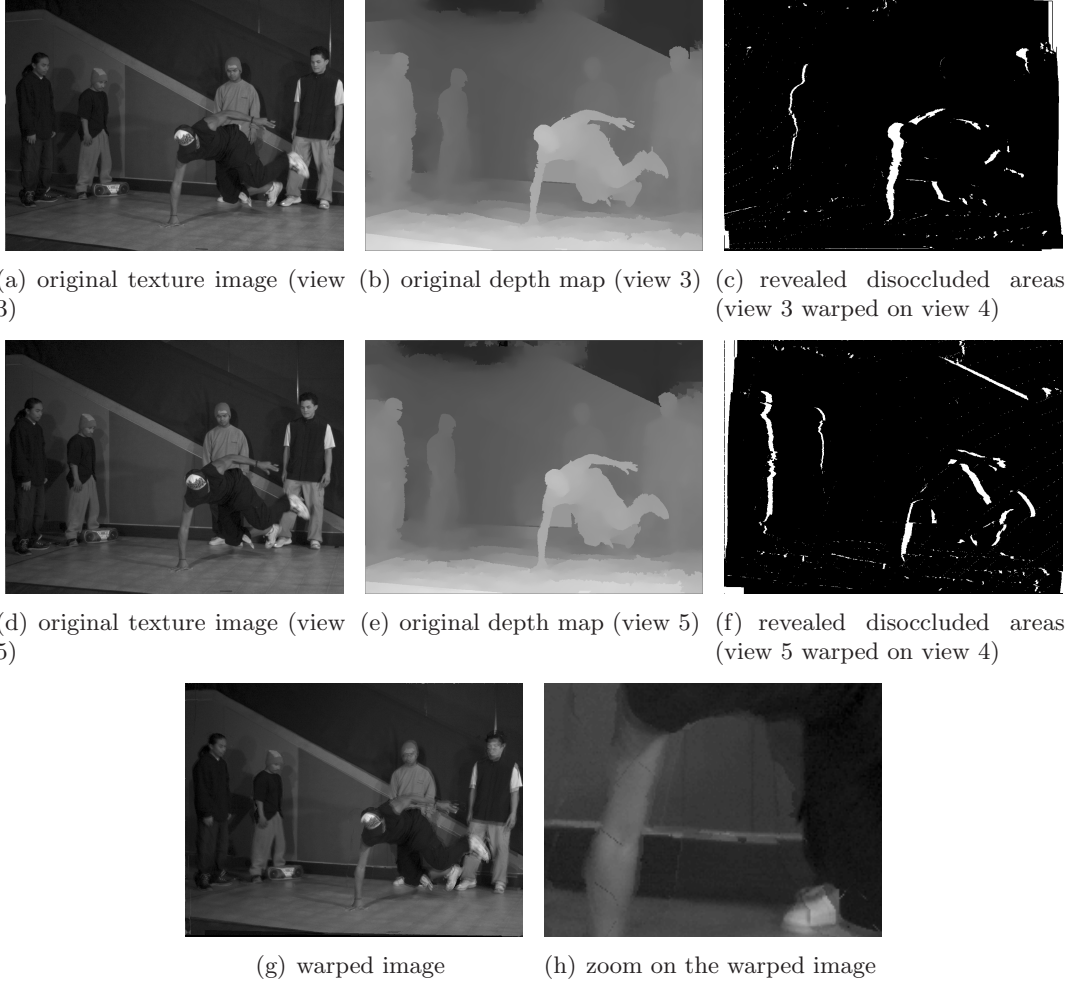 (a) original texture image (view
3)
(b) original depth map (view 3)
(c) revealed disoccluded areas
(view 3 warped on view 4)
(d) original texture image (view
5)
(e) original depth map (view 5)
(f) revealed disoccluded areas
(view 5 warped on view 4)
(g) warped image
(h) zoom on the warped image